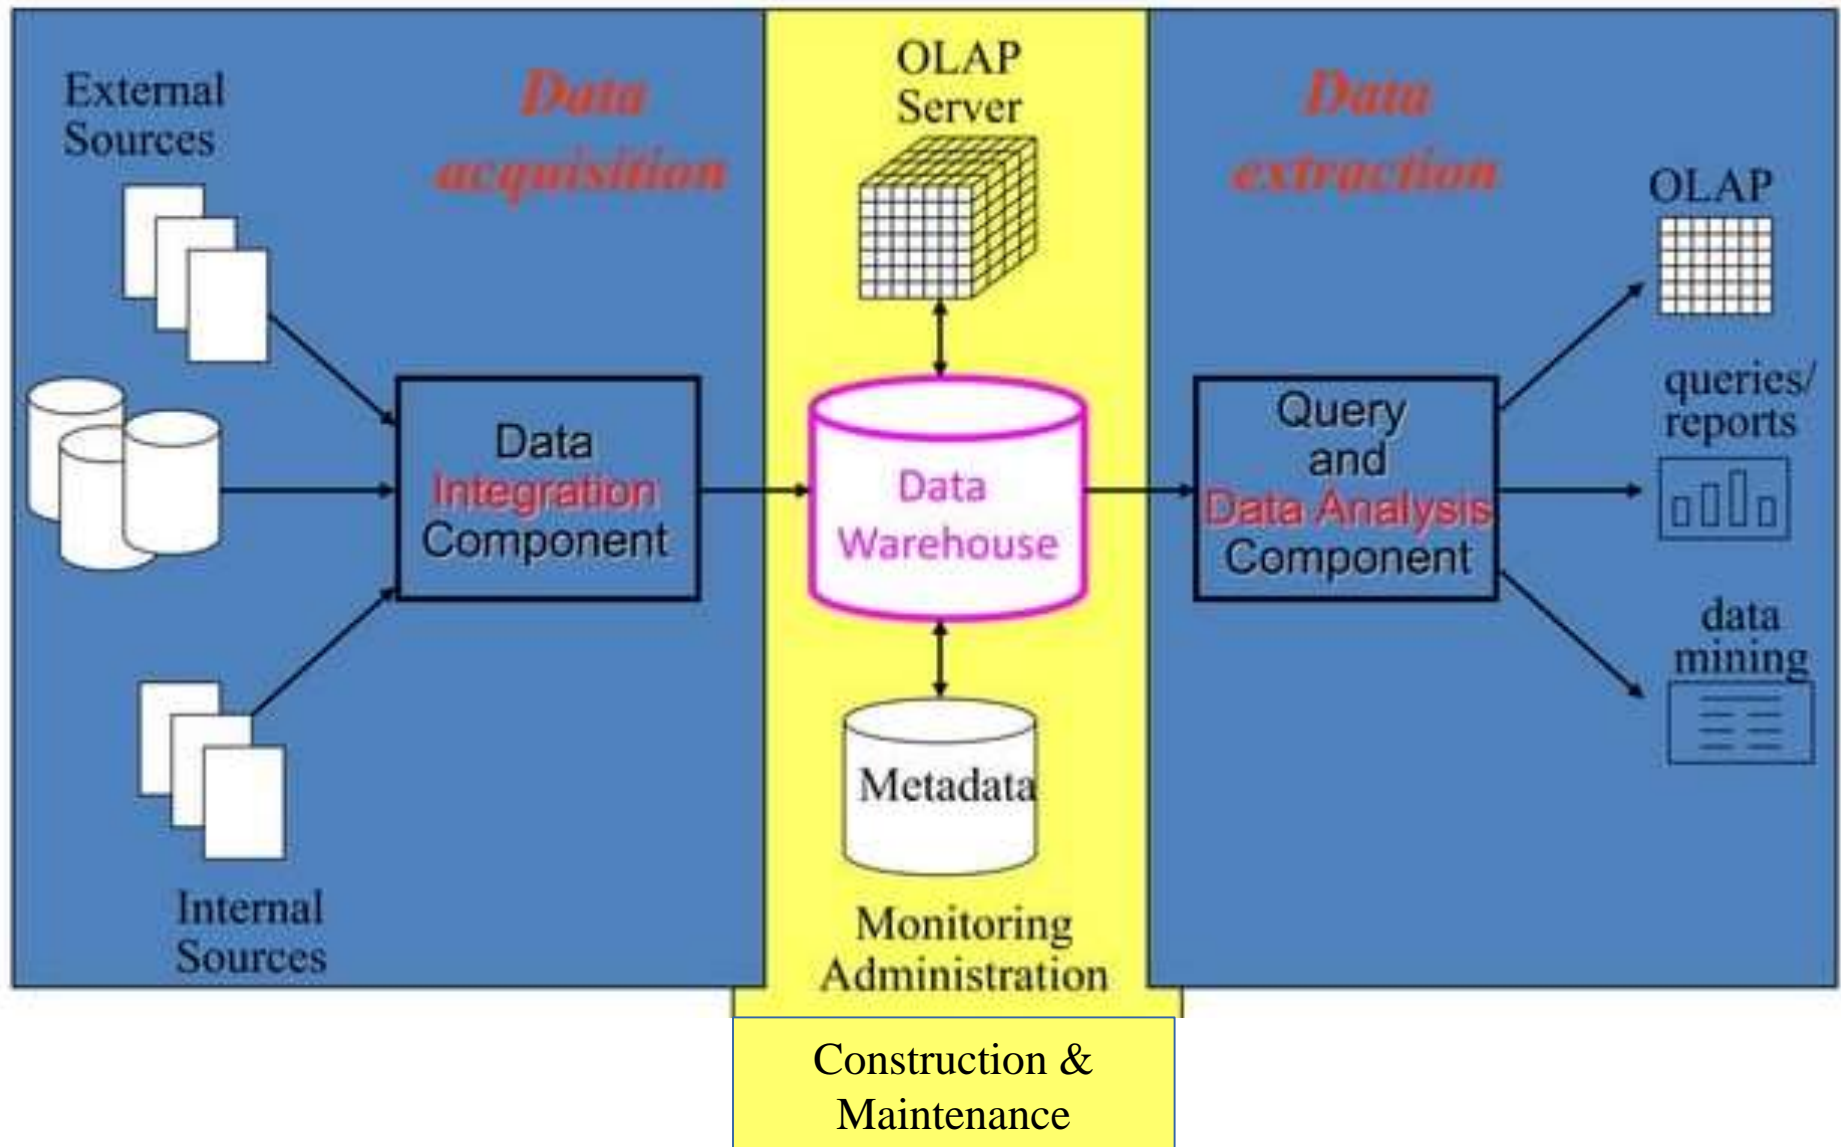 External
Sources
Data
acquisition
Data
Integration
Component
Internal
Sources
OLAP
Server
Data
Warehouse
Metadata
Monitoring
Administration
Construction &
Maintenance
Data
extraction
Query
and
Data Analysis
Component
OLAP
queries/
reports
data
mining